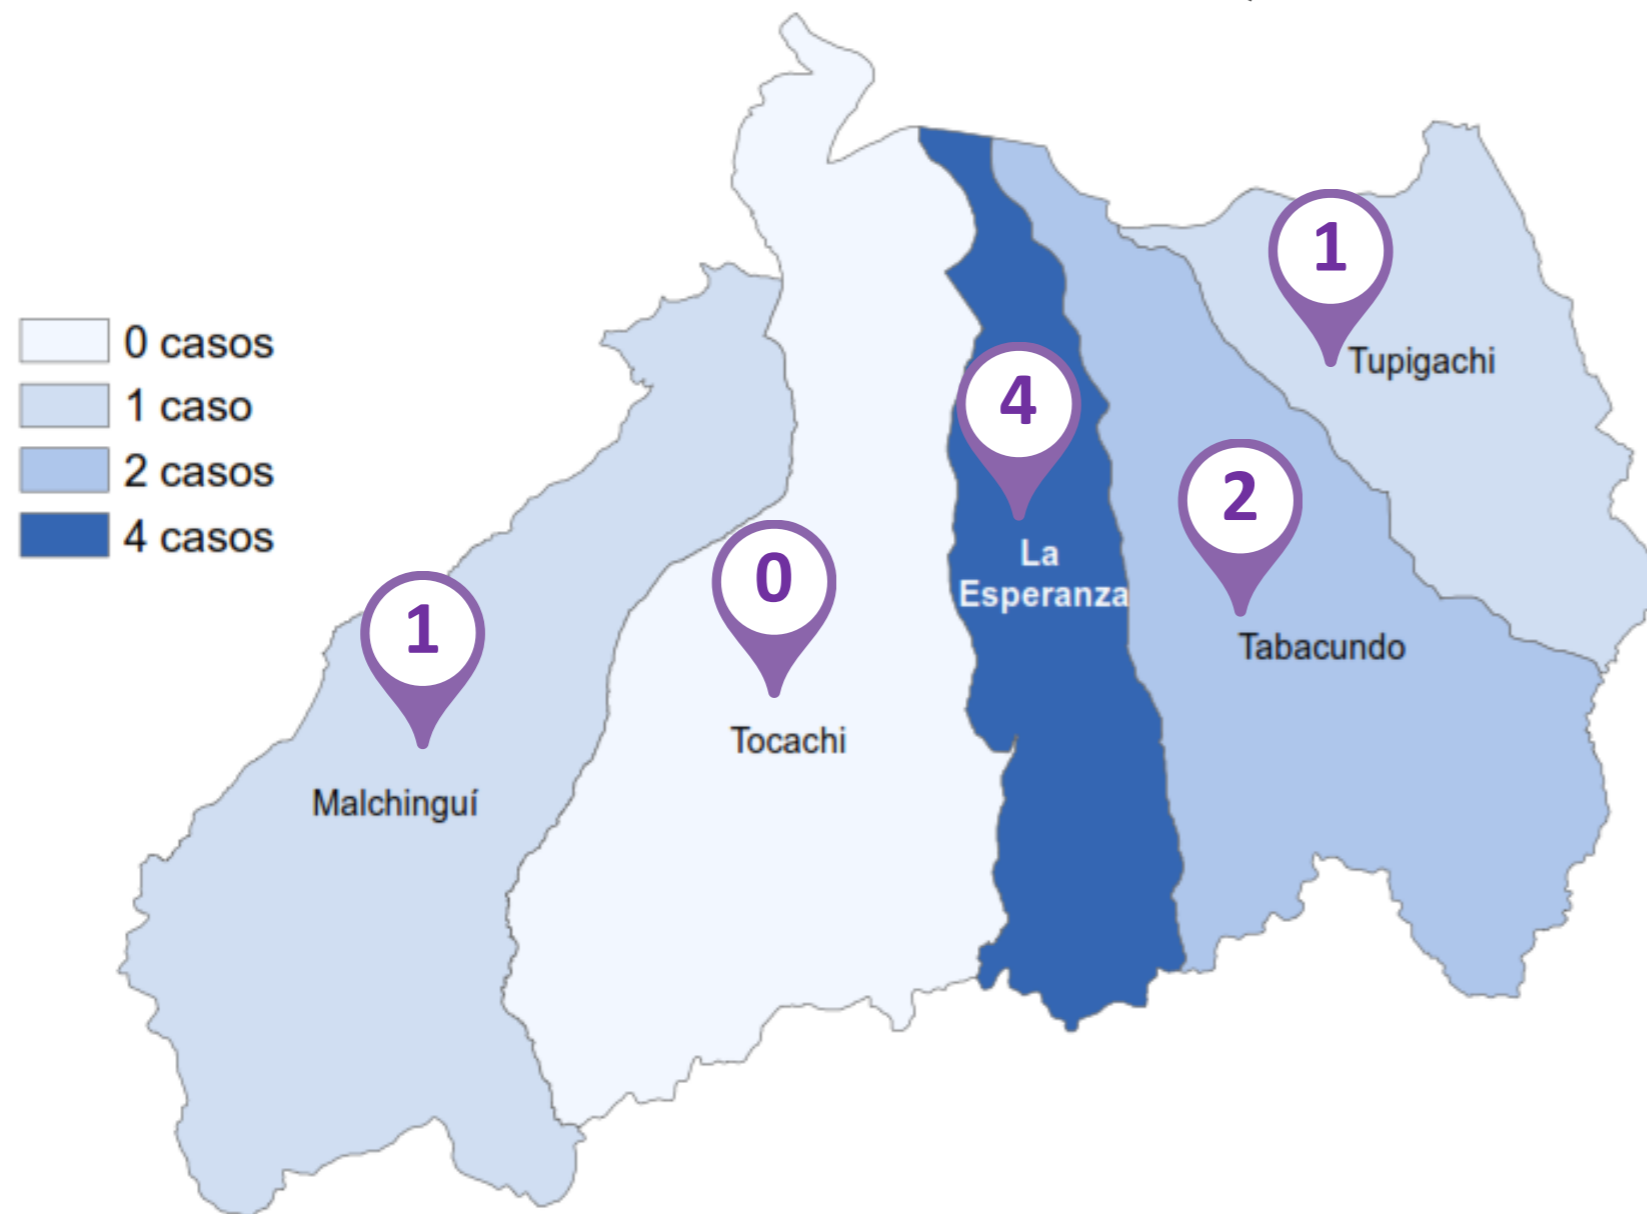 0 casos
1 caso
2 casos
4 casos
1
Tupigachi
4
La
Esperanza
2
Tabacundo
0
Tocachi
1
Malchinguí